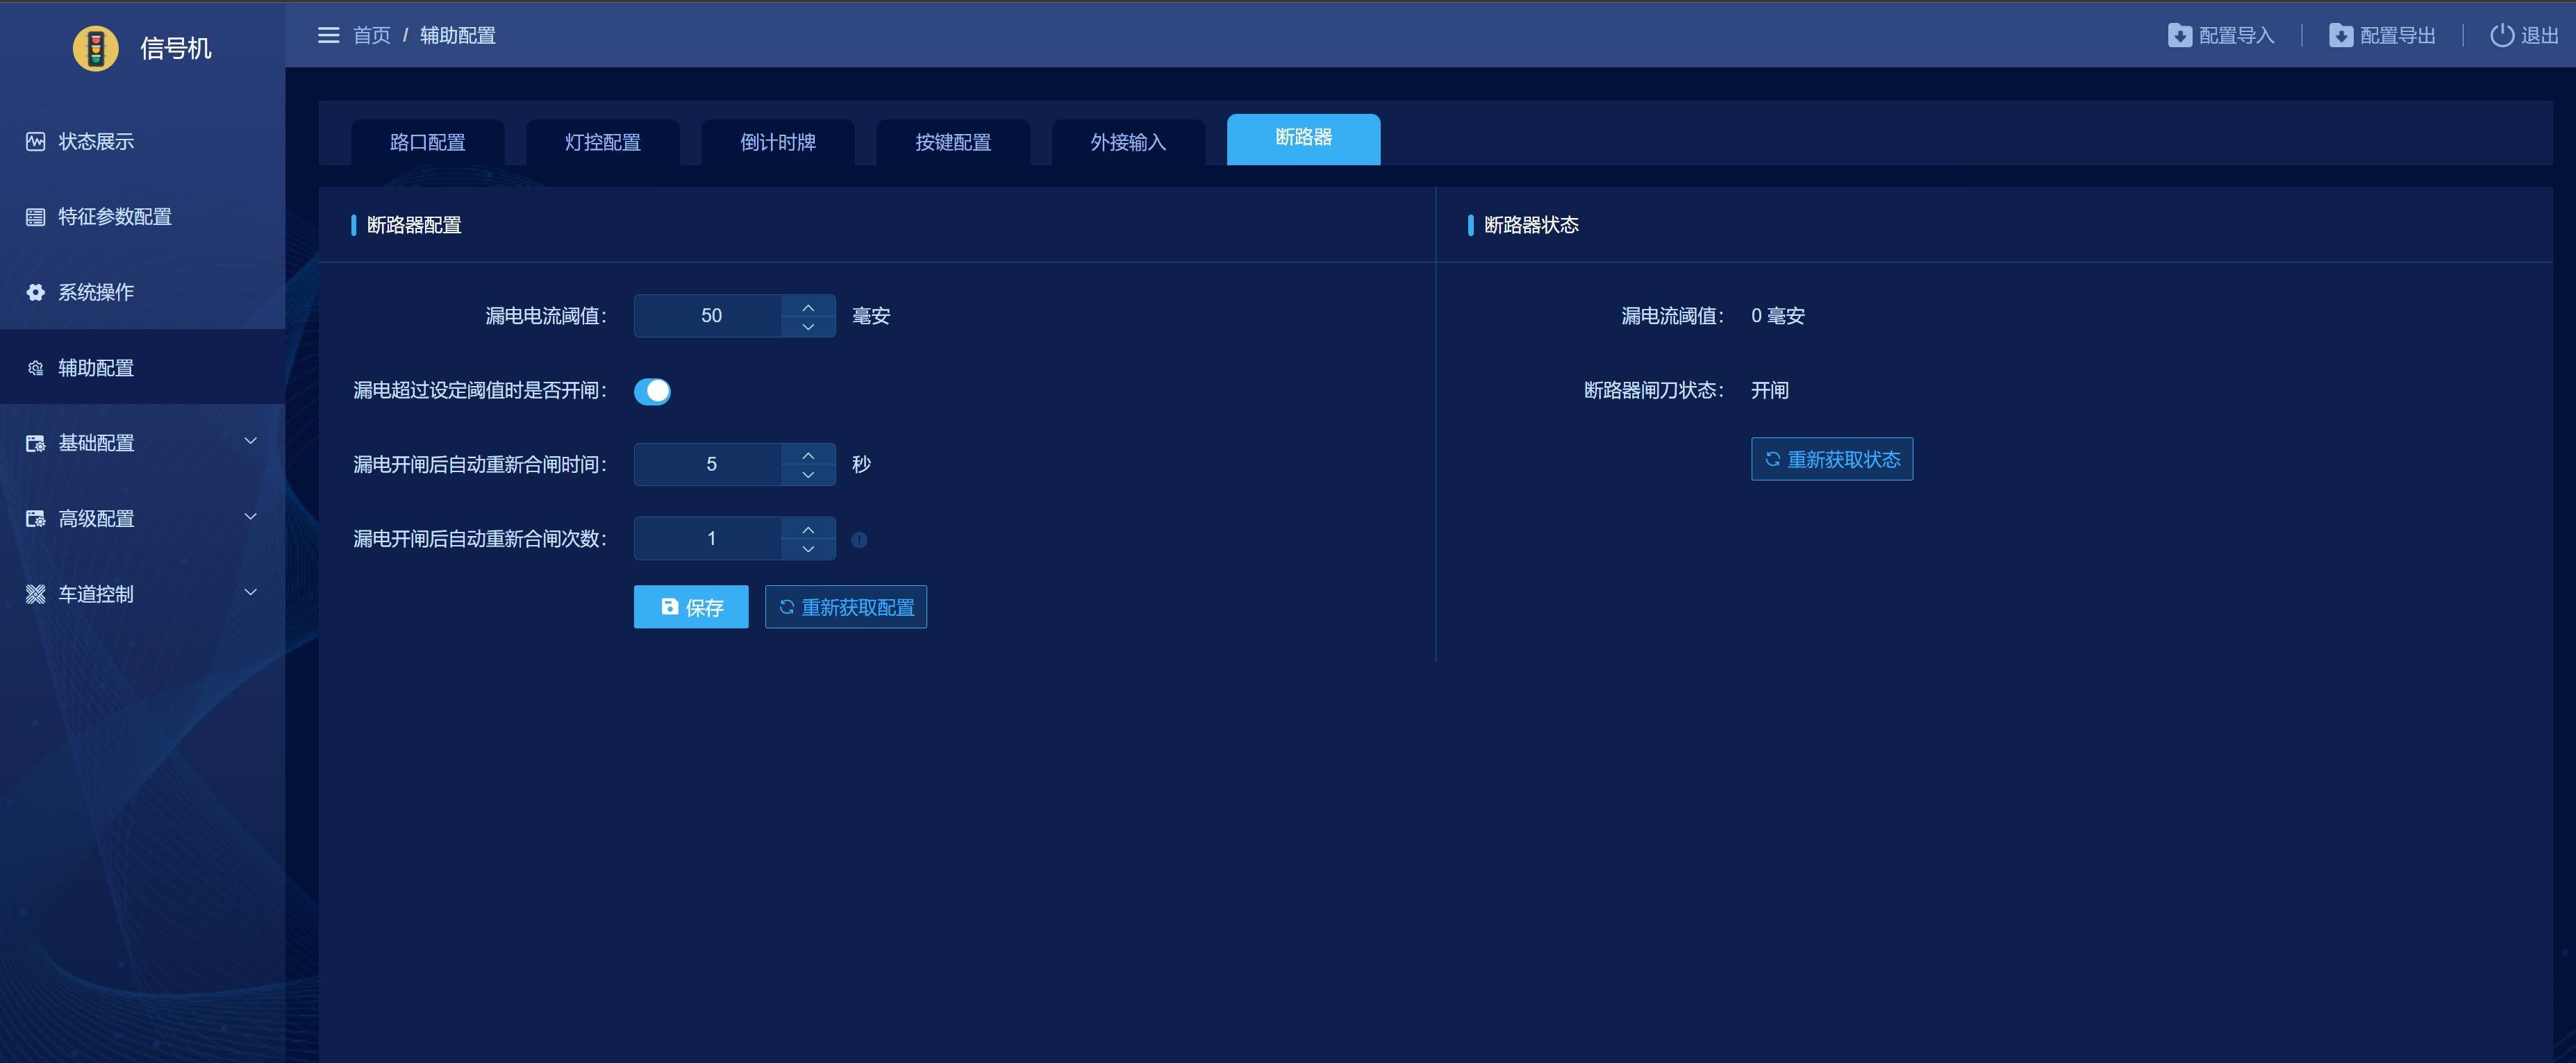 信号机
首页 / 辅助配置
配置导入
配置导出
退出
状态展示
特征参数配置
系统操作
辅助配置
基础配置
高级配置
车道控制
路口配置
灯控配置
倒计时牌
按键配置
外接输入
断路器
断路器配置
漏电电流阈值： 50 毫安
漏电超过设定阈值时是否开闸：
漏电开闸后自动重新合闸时间： 5 秒
漏电开闸后自动重新合闸次数： 1
保存
重新获取配置
断路器状态
漏电流阈值： 0 毫安
断路器闸刀状态： 开闸
重新获取状态